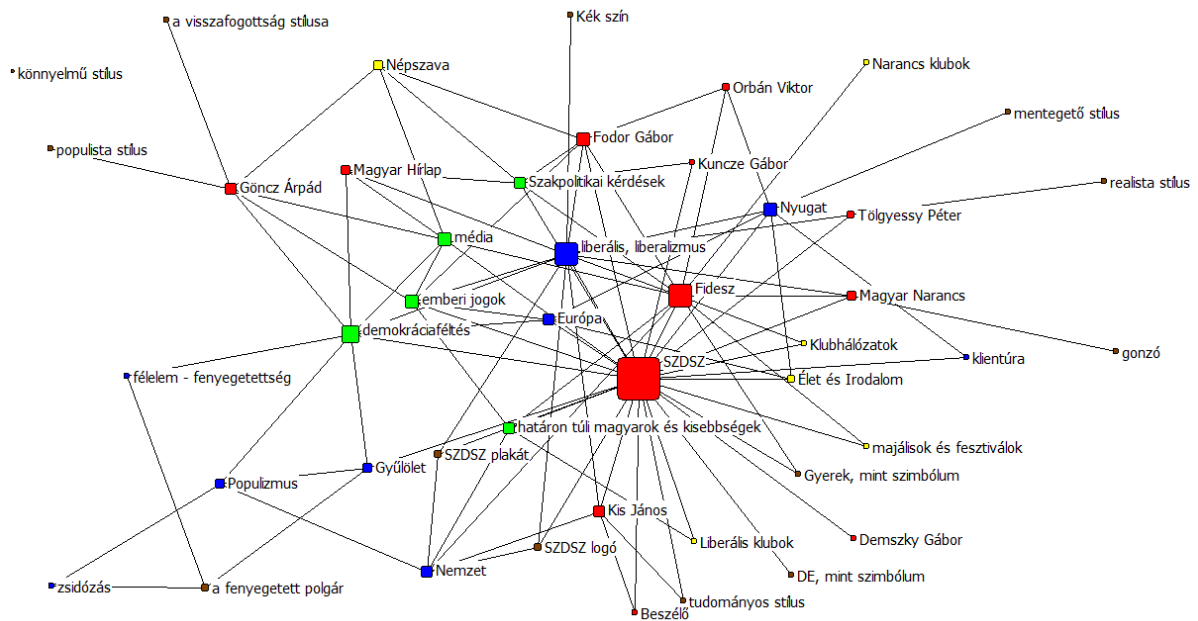 a visszafogottság stílusa
Kék szín
könnyelmű stílus
Népszava
Narancs klubok
Orbán Viktor
mentegető stílus
Fodor Gábor
populista stílus
Magyar Hírlap
Kuncze Gábor
Göncz Árpád
Szakpolitikai kérdések
realista stílus
Nyugat
Tölgyessy Péter
média
liberális, liberalizmus
Fidesz
Magyar Narancs
emberi jogok
Európa
demokráciaféltés
Klubhálózatok
gonzó
SZDSZ
klientúra
félelem - fenyegetettség
Élet és Irodalom
határon túli magyarok és kisebbségek
SZDSZ plakát
majálisok és fesztiválok
Gyűlölet
Gyerek, mint szimbólum
Populizmus
Kis János
Liberális klubok
Demszky Gábor
SZDSZ logó
Nemzet
DE, mint szimbólum
zsidózás
a fenyegetett polgár
tudományos stílus
Beszélő